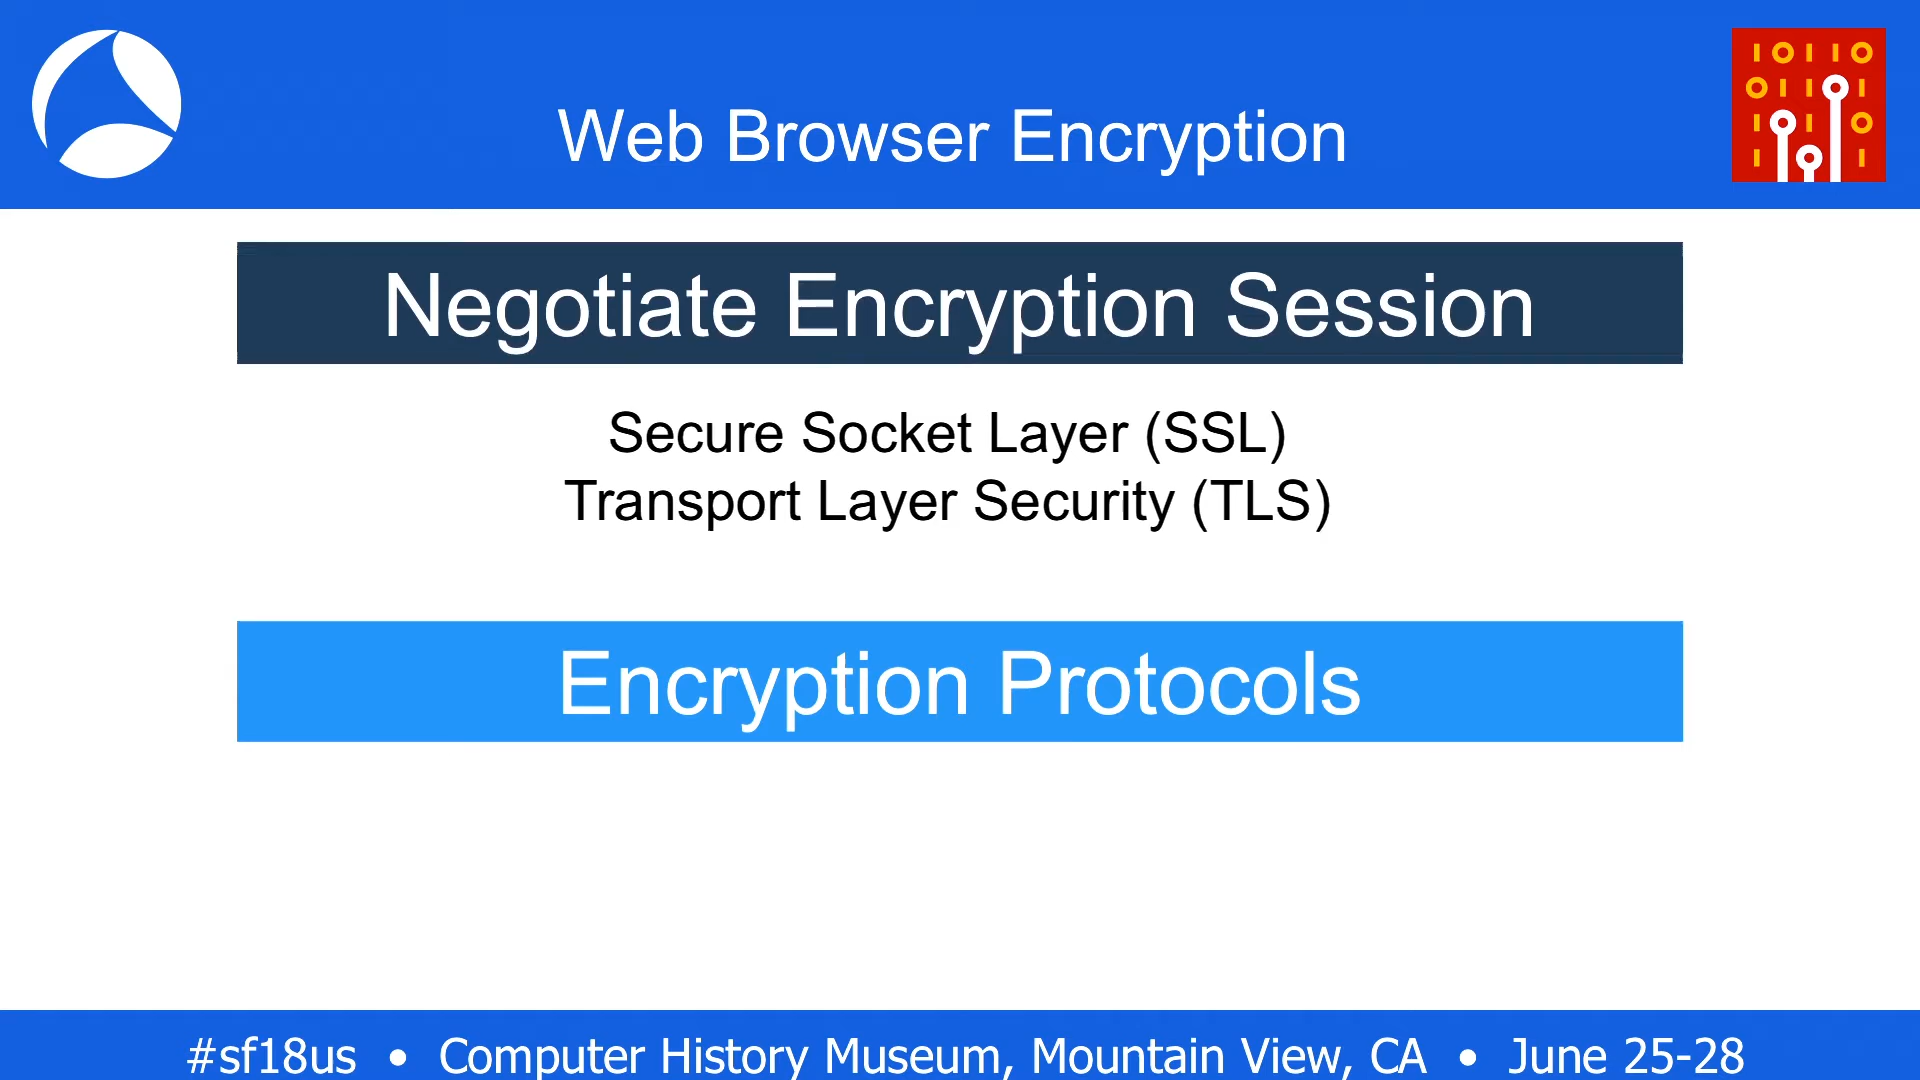 Web Browser Encryption
Negotiate Encryption Session
Secure Socket Layer (SSL)
Transport Layer Security (TLS)
Encryption Protocols
#sf18us • Computer History Museum, Mountain View, CA • June 25-28